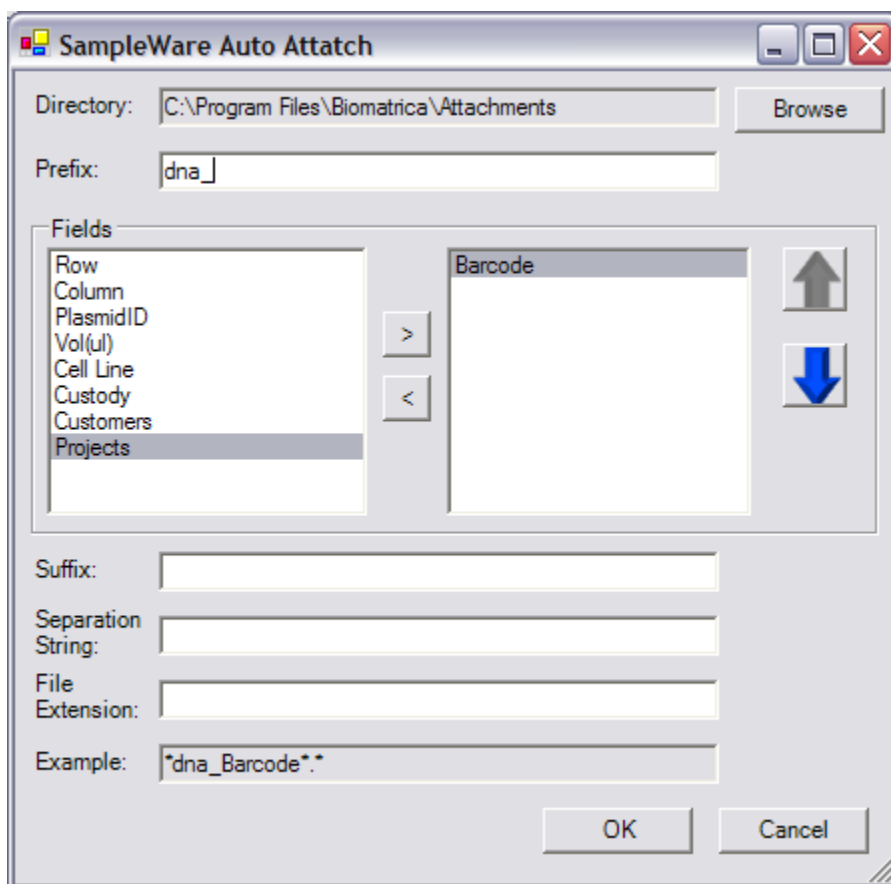 SampleWare Auto Attatch
Directory: C:\Program Files\Biomatrica\Attachments Browse
Prefix: dna_
Fields
Row
Column
PlasmidID
Vol(ul)
Cell Line
Custody
Customers
Projects
>
<
Barcode
Suffix:
Separation
String:
File
Extension:
Example: *dna_Barcode*.*
OK Cancel